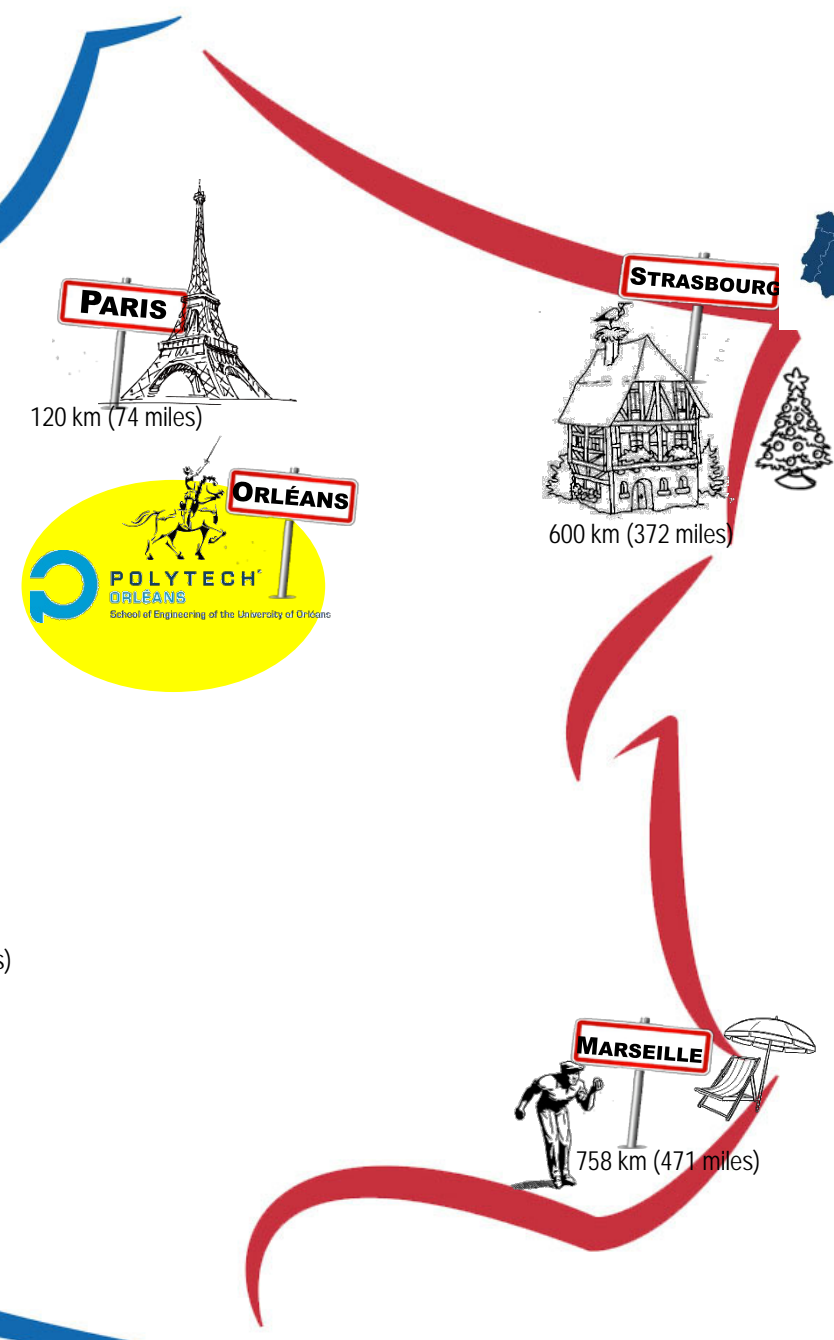 STRASBOURG
PARIS
120 km (74 miles)
ORLÉANS
600 km (372 miles)
POLYTECH
ORLÉANS
School of Engineering of the University of Orléans
s)
MARSEILLE
758 km (471 miles)